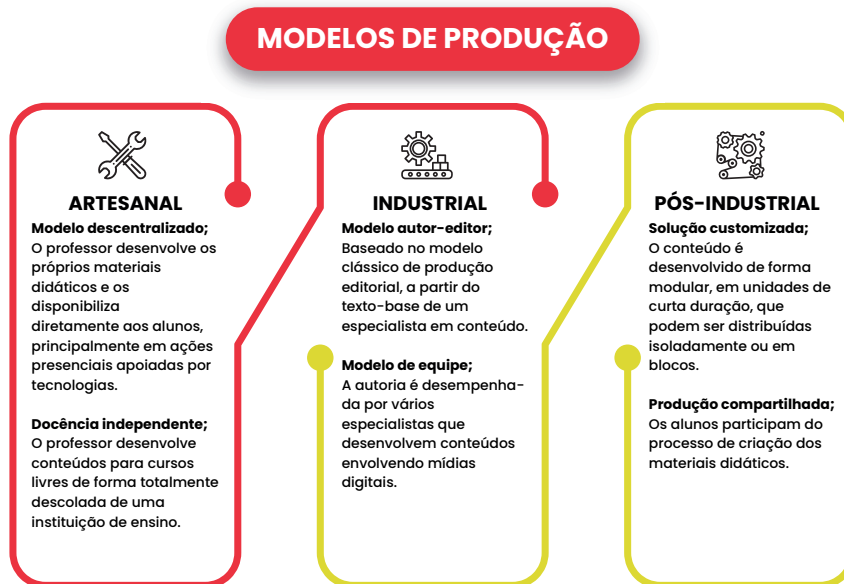 MODELOS DE PRODUÇÃO
ARTESANAL
Modelo descentralizado;
O professor desenvolve os
próprios materiais
didáticos e os
disponibiliza
diretamente aos alunos,
principalmente em ações
presenciais apoiadas por
tecnologias.
Docência independente;
O professor desenvolve
conteúdos para cursos
livres de forma totalmente
descolada de uma
instituição de ensino.
INDUSTRIAL
Modelo autor-editor;
Baseado no modelo
clássico de produção
editorial, a partir do
texto-base de um
especialista em conteúdo.
Modelo de equipe;
A autoria é desempenha-
da por vários
especialistas que
desenvolvem conteúdos
envolvendo mídias
digitais.
PÓS-INDUSTRIAL
Solução customizada;
O conteúdo é
desenvolvido de forma
modular, em unidades de
curta duração, que
podem ser distribuídas
isoladamente ou em
blocos.
Produção compartilhada;
Os alunos participam do
processo de criação dos
materiais didáticos.